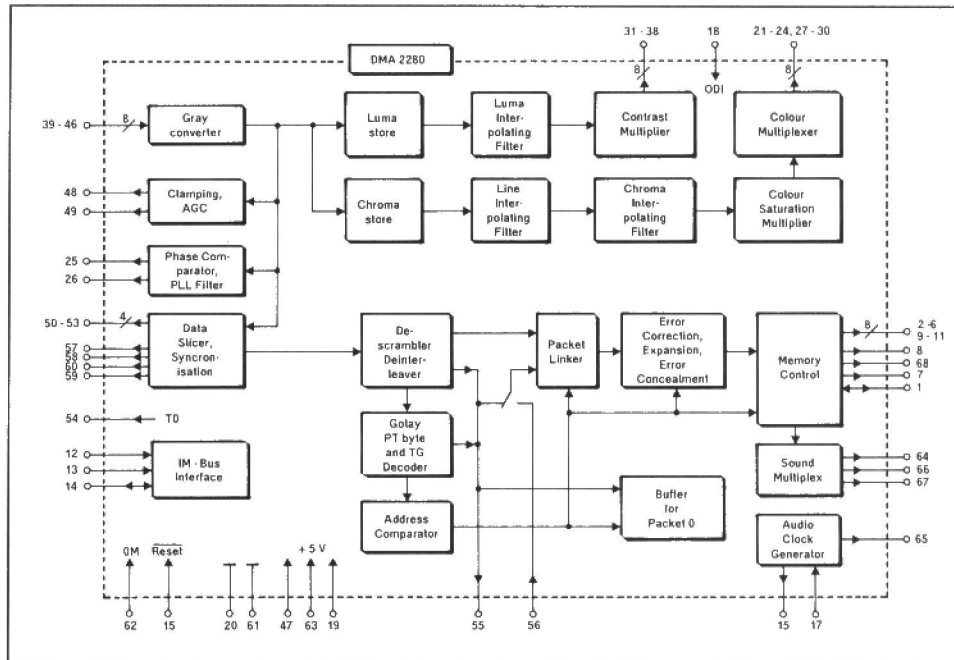 31 - 38
18
21 - 24, 27 - 30
DMA 2280
8
ODI
8
39 - 46
8
Gray
converter
Luma
store
Luma
Inter-
polating
Filter
Contrast
Multiplier
Colour
Multiplexer
48
49
Clamping,
AGC
Chroma
store
Line
Inter-
polating
Filter
Chroma
Inter-
polating
Filter
Colour
Saturation
Multiplier
25
26
Phase Com-
parator,
PLL Filter
50 - 53
4
57
58
60
59
Data
Slicer,
Syncron-
isation
De-
scrambler
Deinter-
leaver
Packet
Linker
Error
Correction,
Expansion,
Error
Concealment
Memory
Control
8
2 - 6
9 - 11
8
68
7
1
54
T0
Golay
PT byte
and TG
Decoder
12
13
14
IM - Bus
Interface
Sound
Multiplex
64
66
67
Address
Comparator
Buffer
for
Packet 0
Audio
Clock
Generator
65
0M
Reset
+ 5 V
62
15
20
61
47
63
19
55
56
15
17